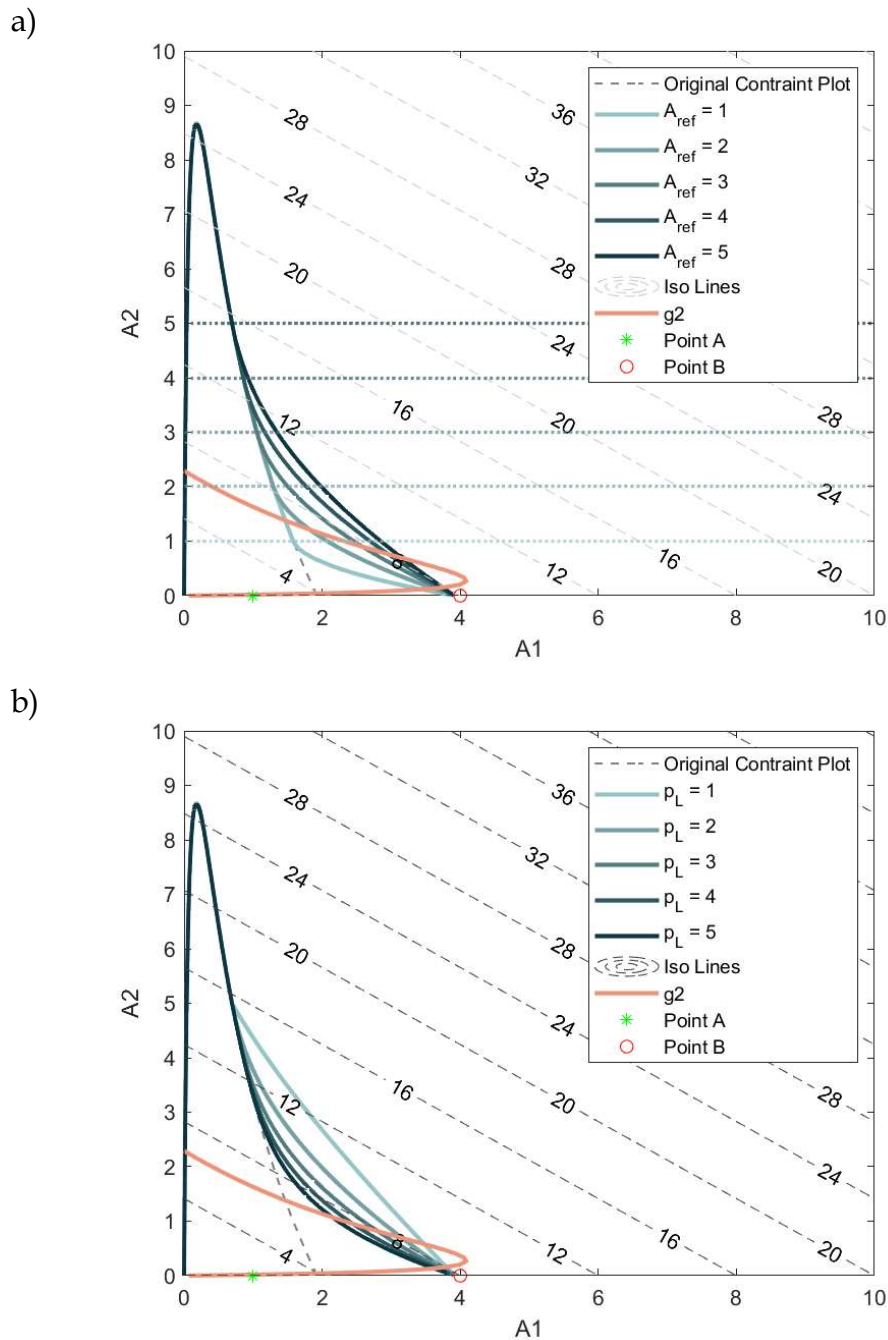 a)
10
9
8
7
6
5
4
3
2
1
0
A2
0 2 4 6 8 10
A1
28
24
20
16
12
8
4
36
32
28
24
20
16
12
28
24
20
Original Contraint Plot
A_ref = 1
A_ref = 2
A_ref = 3
A_ref = 4
A_ref = 5
Iso Lines
g2
Point A
Point B
b)
10
9
8
7
6
5
4
3
2
1
0
A2
0 2 4 6 8 10
A1
28
24
20
16
12
8
4
36
32
28
24
20
16
12
28
24
20
Original Contraint Plot
p_L = 1
p_L = 2
p_L = 3
p_L = 4
p_L = 5
Iso Lines
g2
Point A
Point B